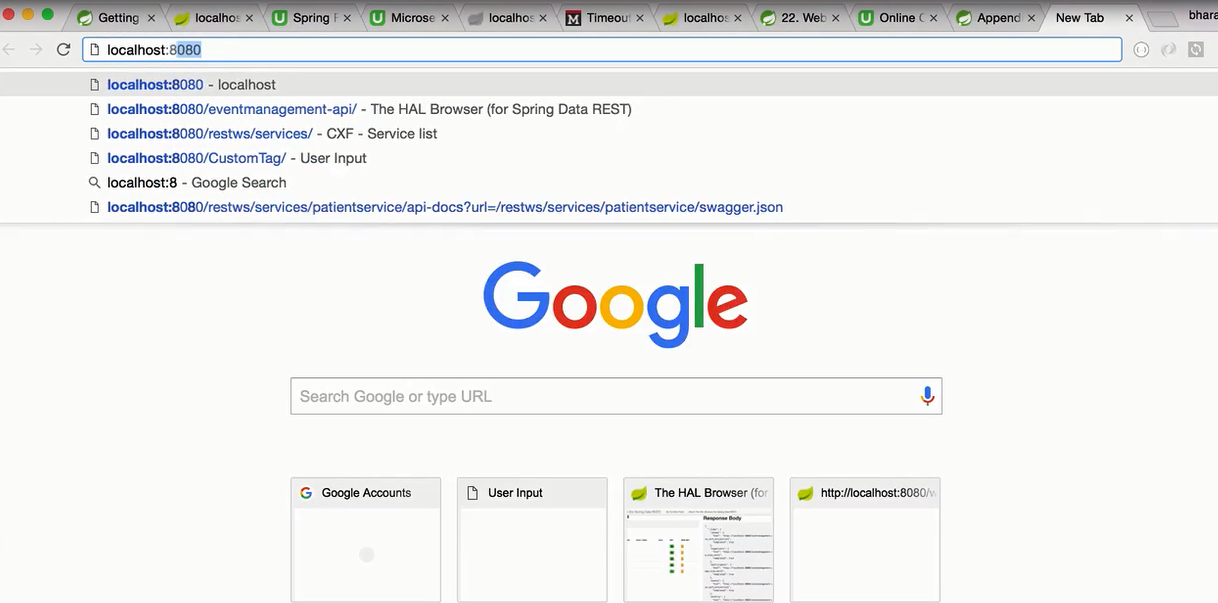 Getting
localhos
Spring F
Microse
localhos
Timeout
localhos
22. Web
Online C
Append
New Tab
bhara
localhost:8080
localhost:8080 - localhost
localhost:8080/eventmanagement-api/ - The HAL Browser (for Spring Data REST)
localhost:8080/restws/services/ - CXF - Service list
localhost:8080/CustomTag/ - User Input
localhost:8 - Google Search
localhost:8080/restws/services/patientservice/api-docs?url=/restws/services/patientservice/swagger.json
Google
Search Google or type URL
Google Accounts
User Input
The HAL Browser (for
http://localhost:8080/w
Response Body